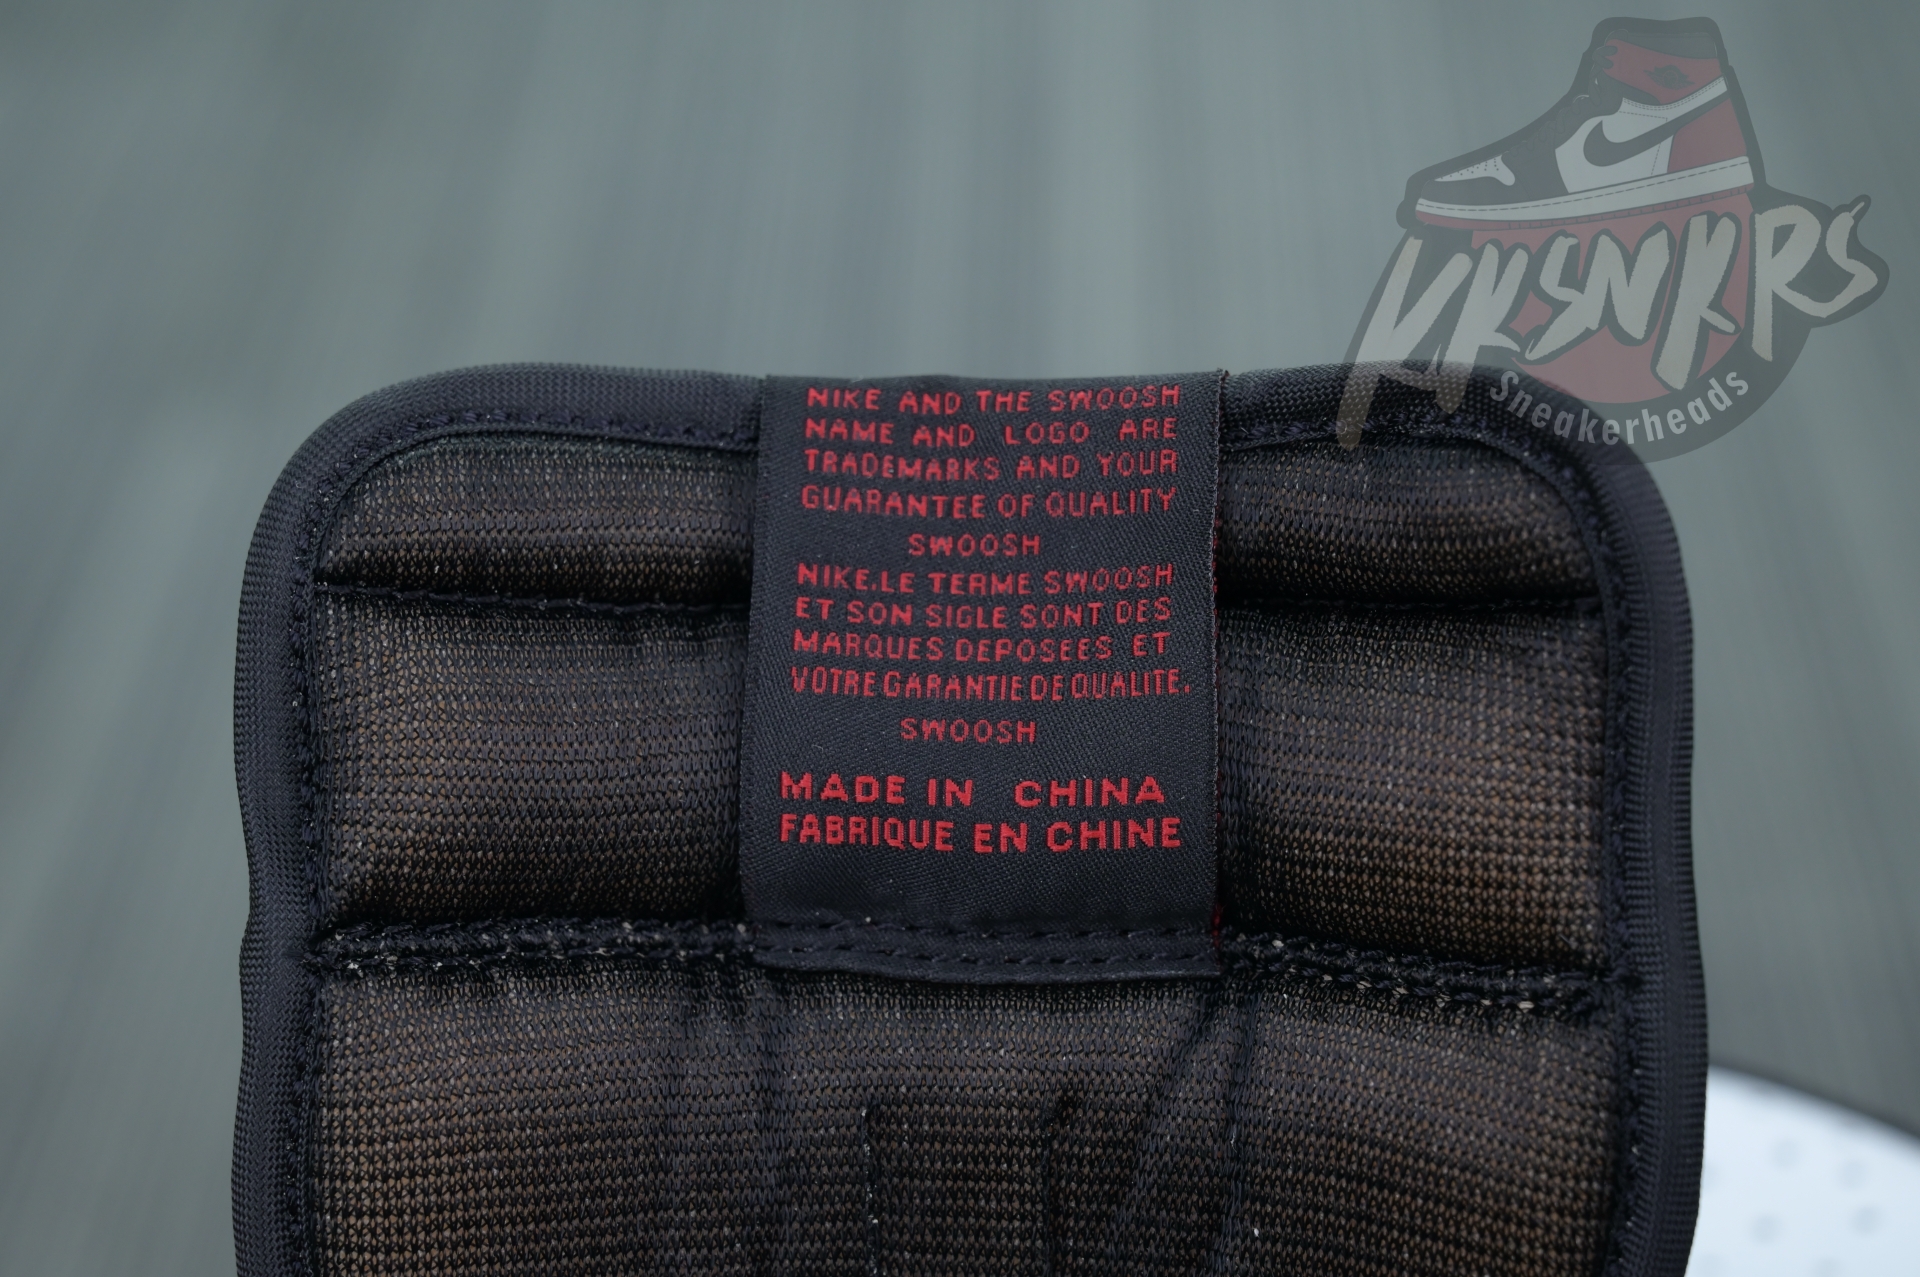 KKSNKRS
Sneakerheads
NIKE AND THE SWOOSH
NAME AND LOGO ARE
TRADEMARKS AND YOUR
GUARANTEE OF QUALITY
SWOOSH
NIKE.LE TERME SWOOSH
ET SON SIGLE SONT DES
MARQUES DEPOSEES ET
VOTRE GARANTIE DE QUALITE.
SWOOSH
MADE IN CHINA
FABRIQUE EN CHINE